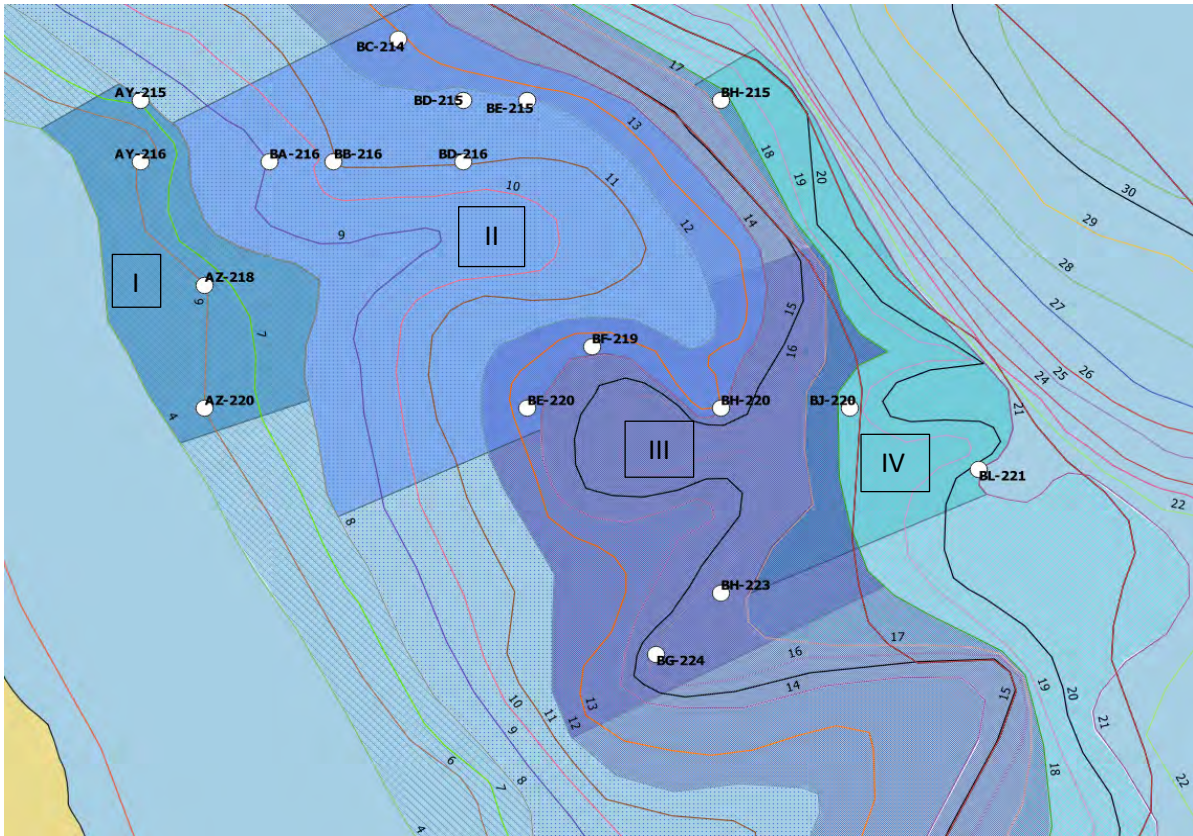 BC-214
17
AY-215
BD-215
BE-215
BH-215
13
18
AY-216
BA-216
BB-216
BD-216
11
19
20
30
10
14
29
9
II
12
28
I
AZ-218
27
6
7
15
BF-219
16
26
25
24
AZ-220
BE-220
BH-220
BJ-220
21
4
III
IV
BL-221
22
8
BH-223
17
BG-224
16
14
15
19
20
10
13
11
12
21
9
6
8
7
18
22
4